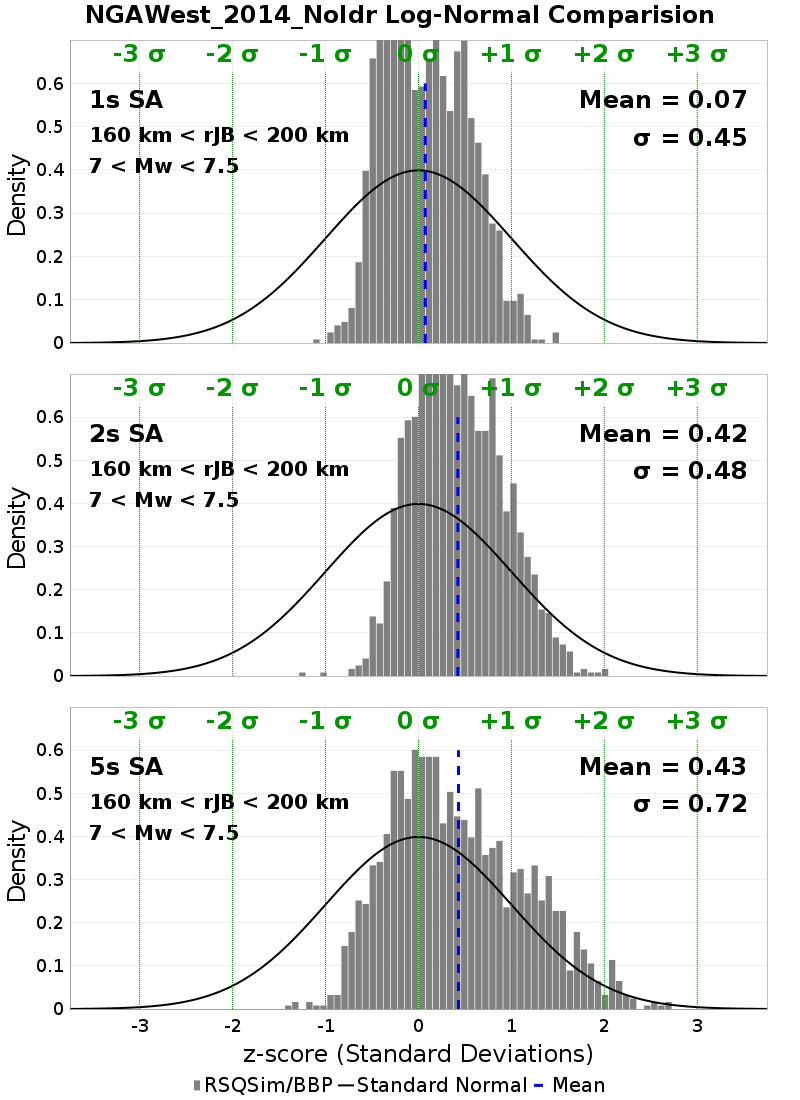 NGAWest_2014_NoIdr Log-Normal Comparision
-3 σ -2 σ -1 σ 0 σ +1 σ +2 σ +3 σ
0.6
1s SA Mean = 0.07
0.5
160 km < rJB < 200 km σ = 0.45
7 < Mw < 7.5
0.4
0.3
0.2
0.1
0
Density
-3 σ -2 σ -1 σ 0 σ +1 σ +2 σ +3 σ
0.6
2s SA Mean = 0.42
0.5
160 km < rJB < 200 km σ = 0.48
7 < Mw < 7.5
0.4
0.3
0.2
0.1
0
Density
-3 σ -2 σ -1 σ 0 σ +1 σ +2 σ +3 σ
0.6
5s SA Mean = 0.43
0.5
160 km < rJB < 200 km σ = 0.72
7 < Mw < 7.5
0.4
0.3
0.2
0.1
0
Density
-3 -2 -1 0 1 2 3
z-score (Standard Deviations)
RSQSim/BBP Standard Normal Mean